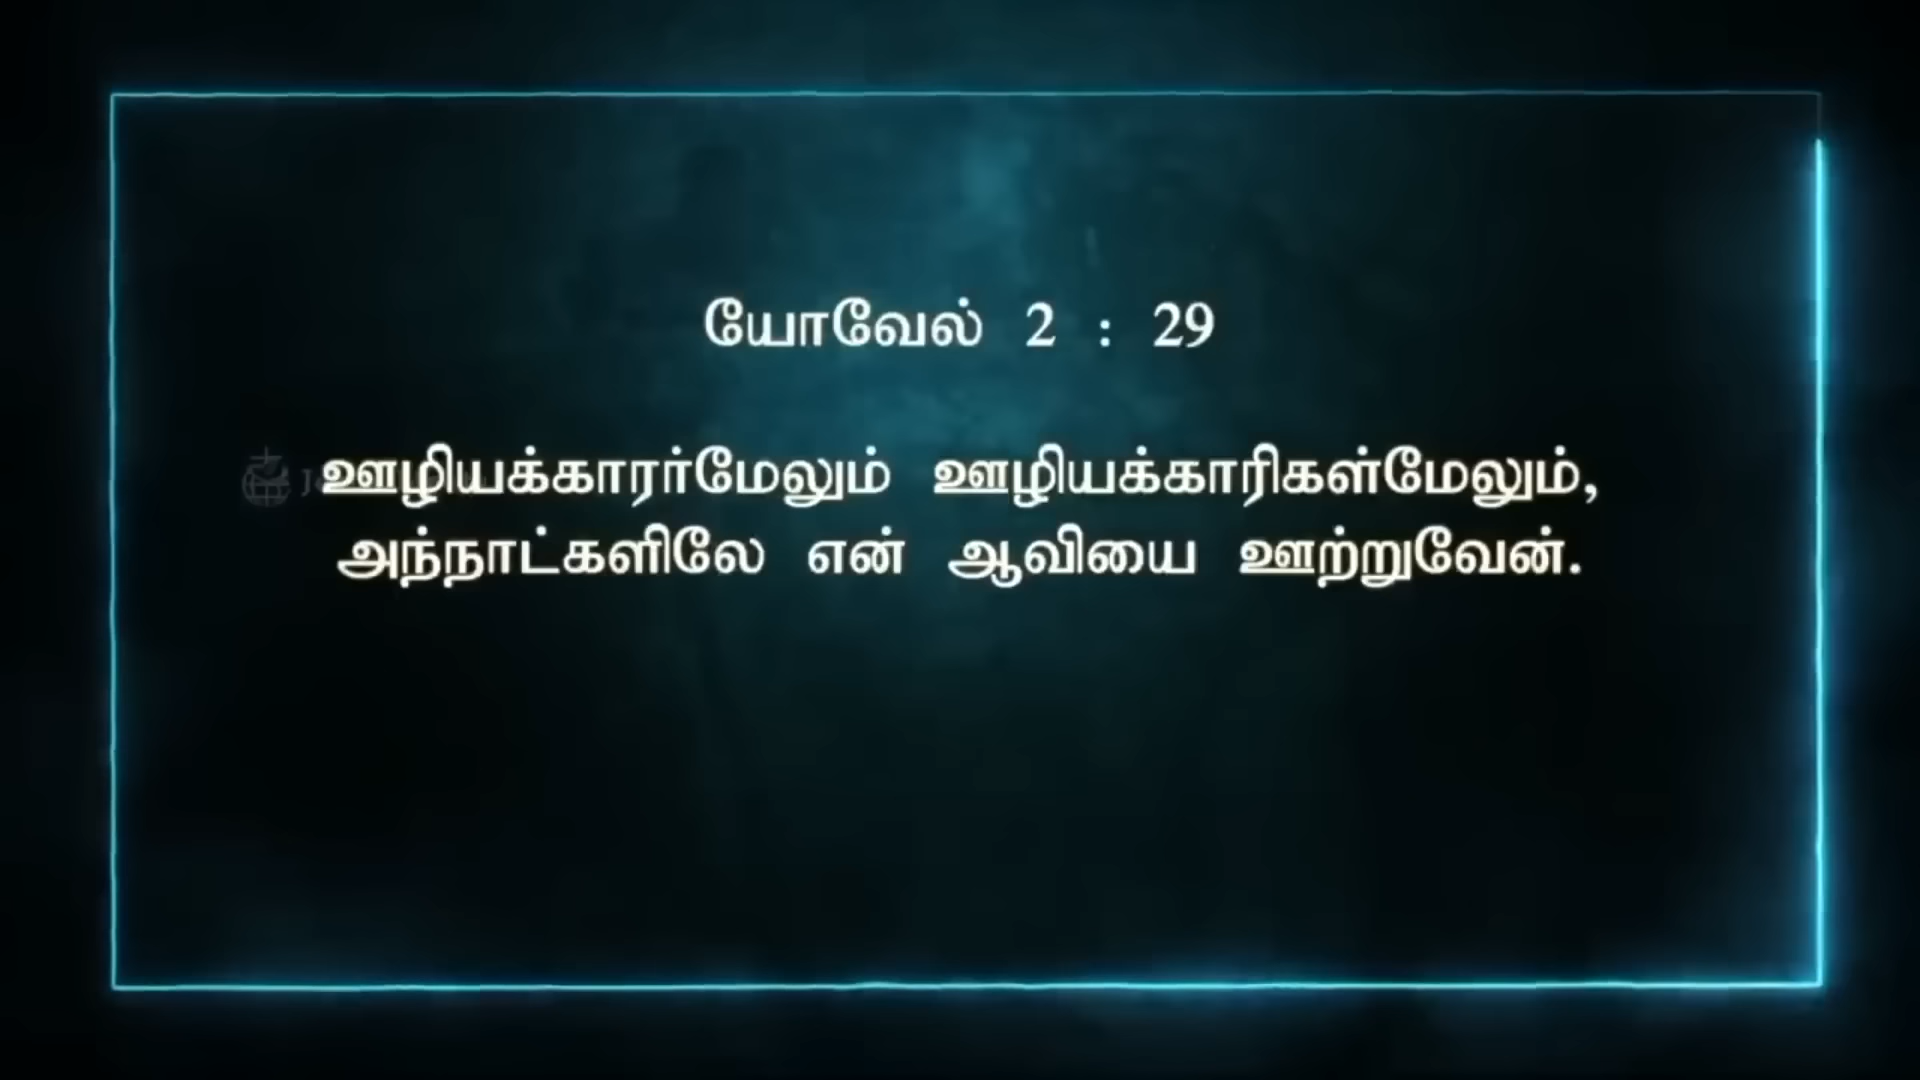 யோவேல் 2 : 29
ஊழியக்காரர்மேலும் ஊழியக்காரிகள்மேலும்,
அந்நாட்களிலே என் ஆவியை ஊற்றுவேன்.